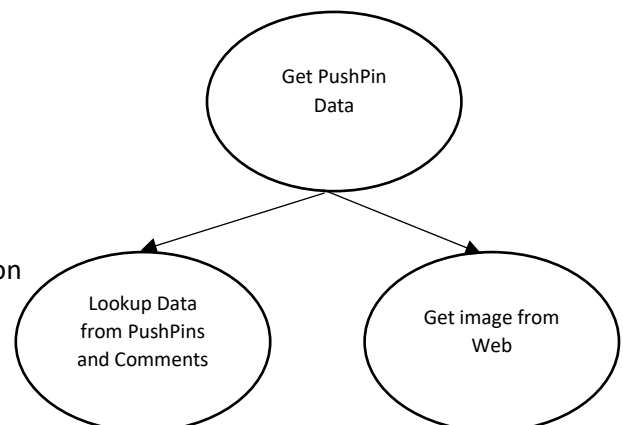 Get PushPin
Data
on
Lookup Data
from PushPins
and Comments
Get image from
Web